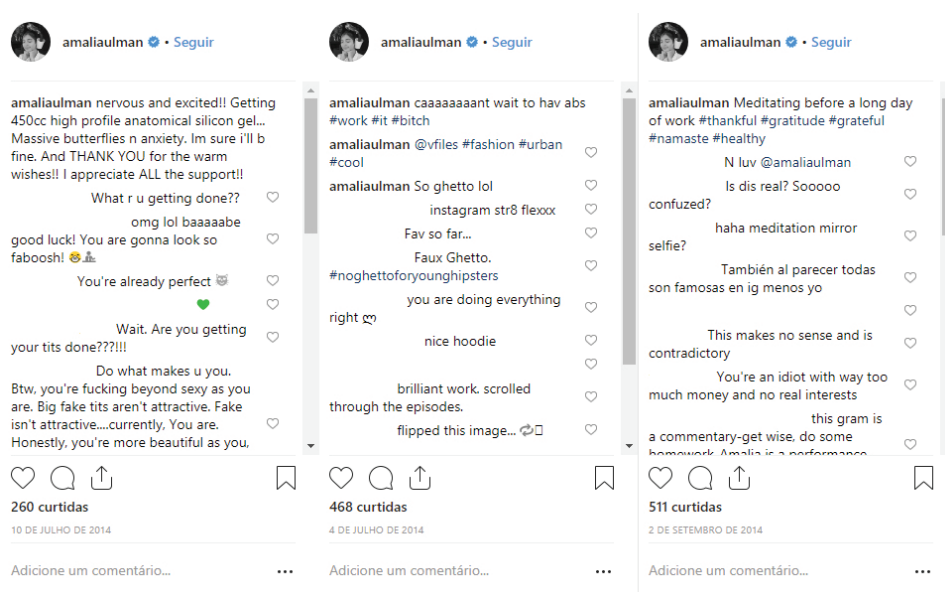 amaliaulman • Seguir
amaliaulman nervous and excited!! Getting
450cc high profile anatomical silicon gel...
Massive butterflies n anxiety. Im sure i'll b
fine. And THANK YOU for the warm
wishes!! I appreciate ALL the support!!
What r u getting done??
omg lol baaaaabe
good luck! You are gonna look so
faboosh! 😂
You're already perfect
💚
Wait. Are you getting
your tits done???!!!
Do what makes u you.
Btw, you're fucking beyond sexy as you
are. Big fake tits aren't attractive. Fake
isn't attractive....currently, You are.
Honestly, you're more beautiful as you,
260 curtidas
10 DE JULHO DE 2014
Adicione um comentário...
amaliaulman • Seguir
amaliaulman caaaaaaaant wait to hav abs
#work #it #bitch
amaliaulman @vfiles #fashion #urban
#cool
amaliaulman So ghetto lol
instagram str8 flexxx
Fav so far...
Faux Ghetto.
#noghettoforyounghipsters
you are doing everything
right ლ
nice hoodie
brilliant work. scrolled
through the episodes.
flipped this image...
468 curtidas
4 DE JULHO DE 2014
Adicione um comentário...
amaliaulman • Seguir
amaliaulman Meditating before a long day
of work #thankful #gratitude #grateful
#namaste #healthy
N luv @amaliaulman
Is dis real? Sooooo
confuzed?
haha meditation mirror
selfie?
También al parecer todas
son famosas en ig menos yo
This makes no sense and is
contradictory
You're an idiot with way too
much money and no real interests
this gram is
a commentary-get wise, do some
homework. Amalia is a performance
511 curtidas
2 DE SETEMBRO DE 2014
Adicione um comentário...